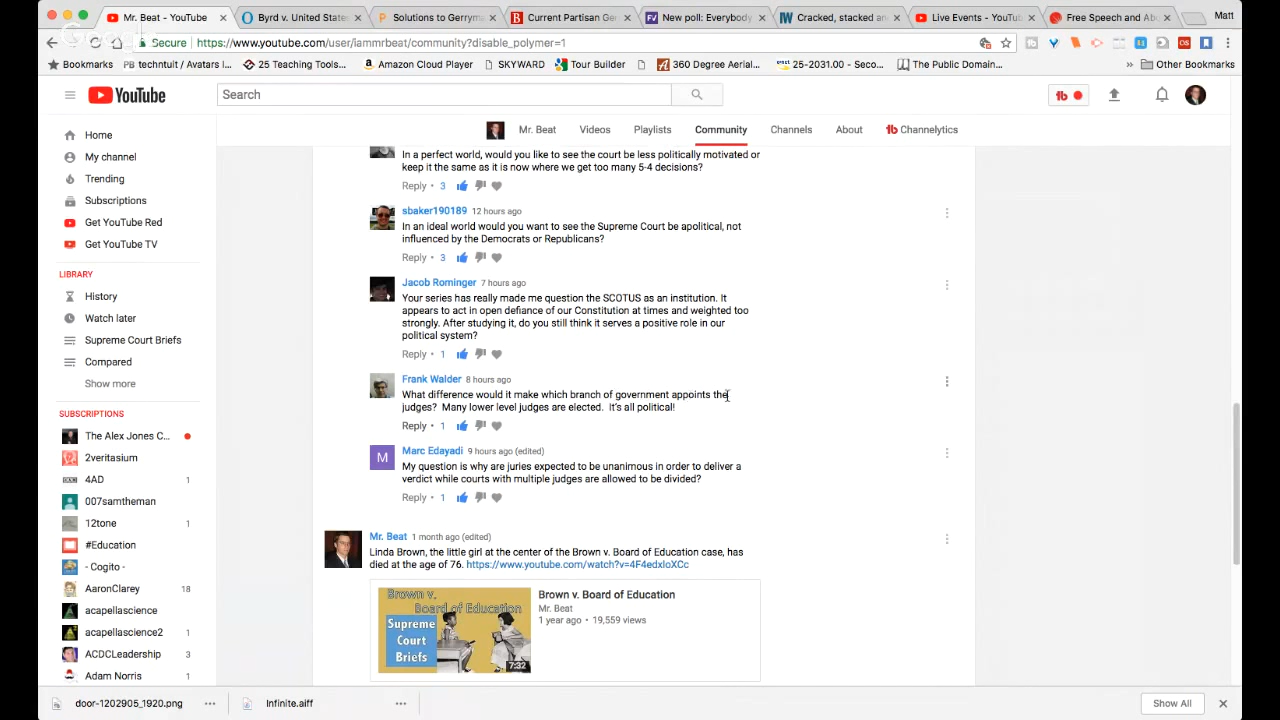 Mr. Beat - YouTube
Byrd v. United States
Solutions to Gerryma
Current Partisan Ge
New poll: Everybody
Cracked, stacked an
Live Events - YouTu
Free Speech and Ab
Matt
Secure
https://www.youtube.com/user/iammrbeat/community?disable_polymer=1
Bookmarks
PB techntuit / Avatars I...
25 Teaching Tools...
Amazon Cloud Player
SKYWARD
Tour Builder
360 Degree Aerial...
25-2031.00 - Seco...
The Public Domain...
» Other Bookmarks
YouTube
Search
Mr. Beat
Videos
Playlists
Community
Channels
About
Channelytics
Home
My channel
Trending
Subscriptions
Get YouTube Red
Get YouTube TV
LIBRARY
History
Watch later
Supreme Court Briefs
Compared
Show more
SUBSCRIPTIONS
The Alex Jones C...
2veritasium
4AD 1
007samtheman
12tone 1
#Education
- Cogito -
AaronClarey 18
acapellascience
acapellascience2 1
ACDCLeadership 3
Adam Norris 1
In a perfect world, would you like to see the court be less politically motivated or
keep it the same as it is now where we get too many 5-4 decisions?
Reply • 3
sbaker190189 12 hours ago
In an ideal world would you want to see the Supreme Court be apolitical, not
influenced by the Democrats or Republicans?
Reply • 3
Jacob Rominger 7 hours ago
Your series has really made me question the SCOTUS as an institution. It
appears to act in open defiance of our Constitution at times and weighted too
strongly. After studying it, do you still think it serves a positive role in our
political system?
Reply • 1
Frank Walder 8 hours ago
What difference would it make which branch of government appoints the
judges? Many lower level judges are elected. It's all political!
Reply • 1
M
Marc Edayadi 9 hours ago (edited)
My question is why are juries expected to be unanimous in order to deliver a
verdict while courts with multiple judges are allowed to be divided?
Reply • 1
Mr. Beat 1 month ago (edited)
Linda Brown, the little girl at the center of the Brown v. Board of Education case, has
died at the age of 76. https://www.youtube.com/watch?v=4F4edxIoXCc
Brown v.
Board of Education
Supreme
Court
Briefs
7:32
Brown v. Board of Education
Mr. Beat
1 year ago • 19,559 views
door-1202905_1920.png
Infinite.aiff
Show All